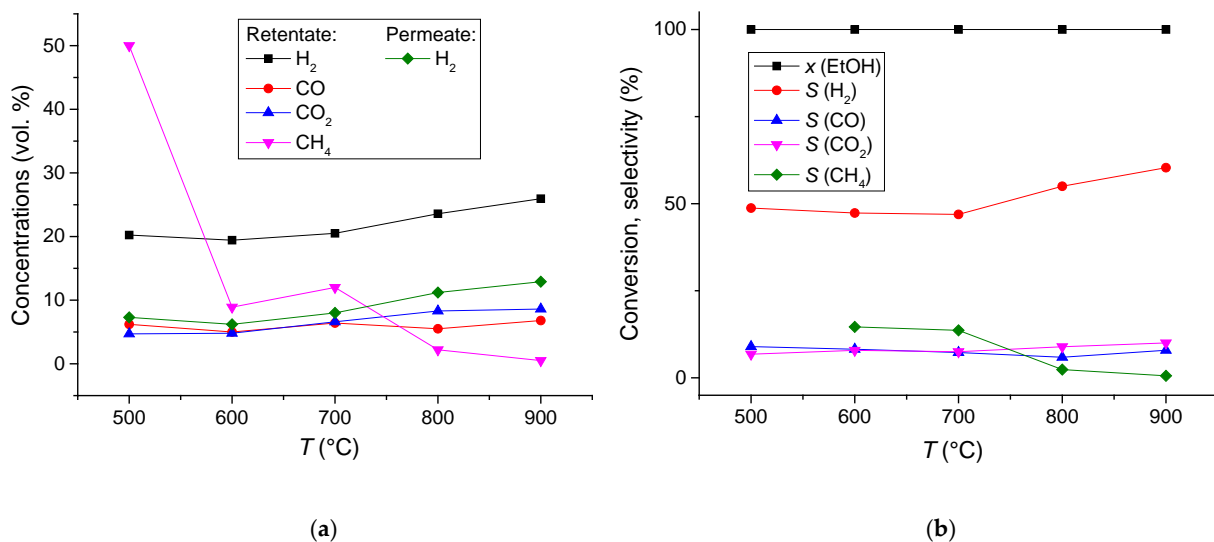 Concentrations (vol. %)
50
40
30
20
10
0
Retentate: Permeate:
H₂ H₂
CO
CO₂
CH₄
500 600 700 800 900
T (°C)
(a)
Conversion, selectivity (%)
100
50
0
x (EtOH)
S (H₂)
S (CO)
S (CO₂)
S (CH₄)
500 600 700 800 900
T (°C)
(b)